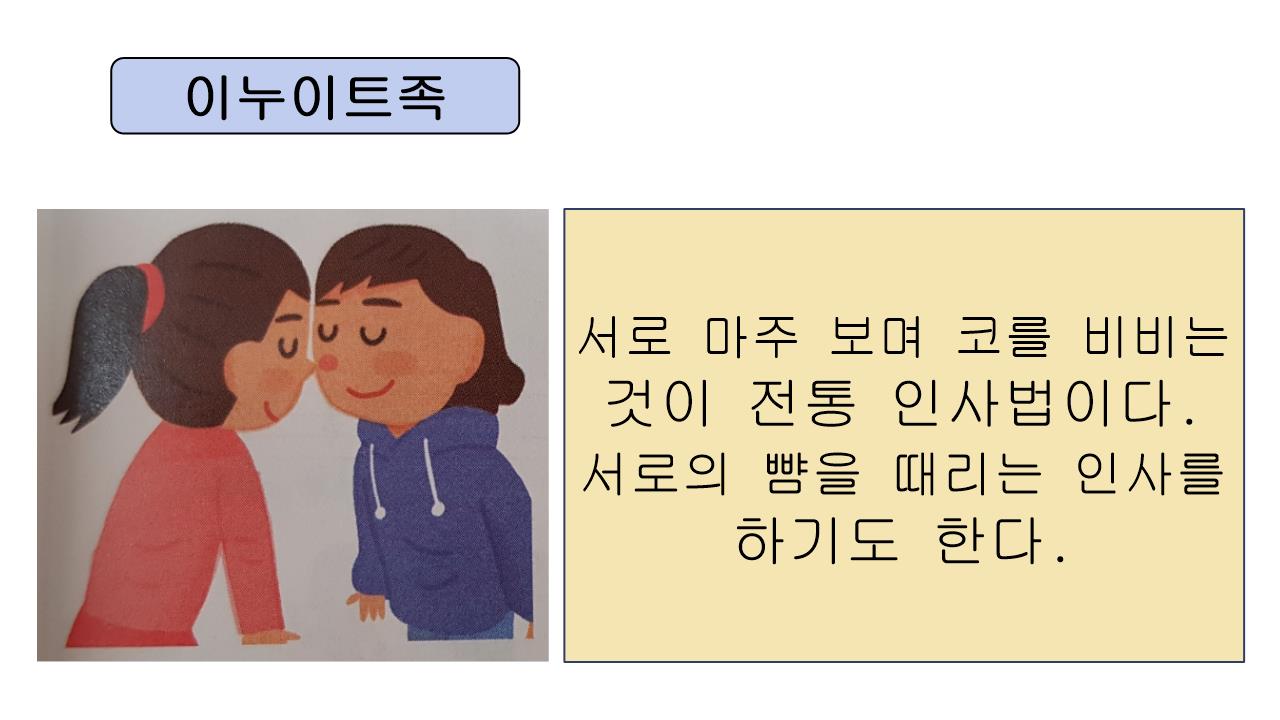 이누이트족
서로 마주 보며 코를 비비는
것이 전통 인사법이다.
서로의 뺨을 때리는 인사를
하기도 한다.